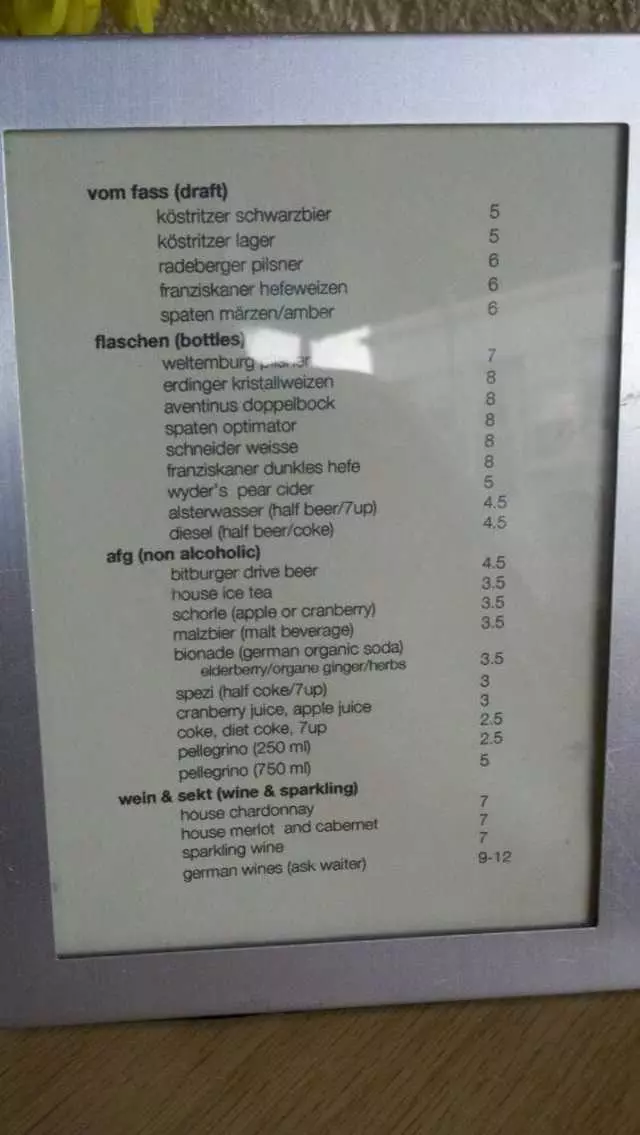 vom fass (draft)
köstritzer schwarzbier 5
köstritzer lager 5
radeberger pilsner 6
franziskaner hefeweizen 6
spaten märzen/amber 6
flaschen (bottles)
weltemburg pilsner 7
erdinger kristallweizen 8
aventinus doppelbock 8
spaten optimator 8
schneider weisse 8
franziskaner dunkles hefe 8
wyder's pear cider 5
alsterwasser (half beer/7up) 4.5
diesel (half beer/coke) 4.5
afg (non alcoholic)
bitburger drive beer 4.5
house ice tea 3.5
schorle (apple or cranberry) 3.5
malzbier (malt beverage) 3.5
bionade (german organic soda)
elderberry/organe ginger/herbs 3.5
spezi (half coke/7up) 3
cranberry juice, apple juice 3
coke, diet coke, 7up 2.5
pellegrino (250 ml) 2.5
pellegrino (750 ml) 5
wein & sekt (wine & sparkling)
house chardonnay 7
house merlot and cabernet 7
sparkling wine 7
german wines (ask waiter) 9-12